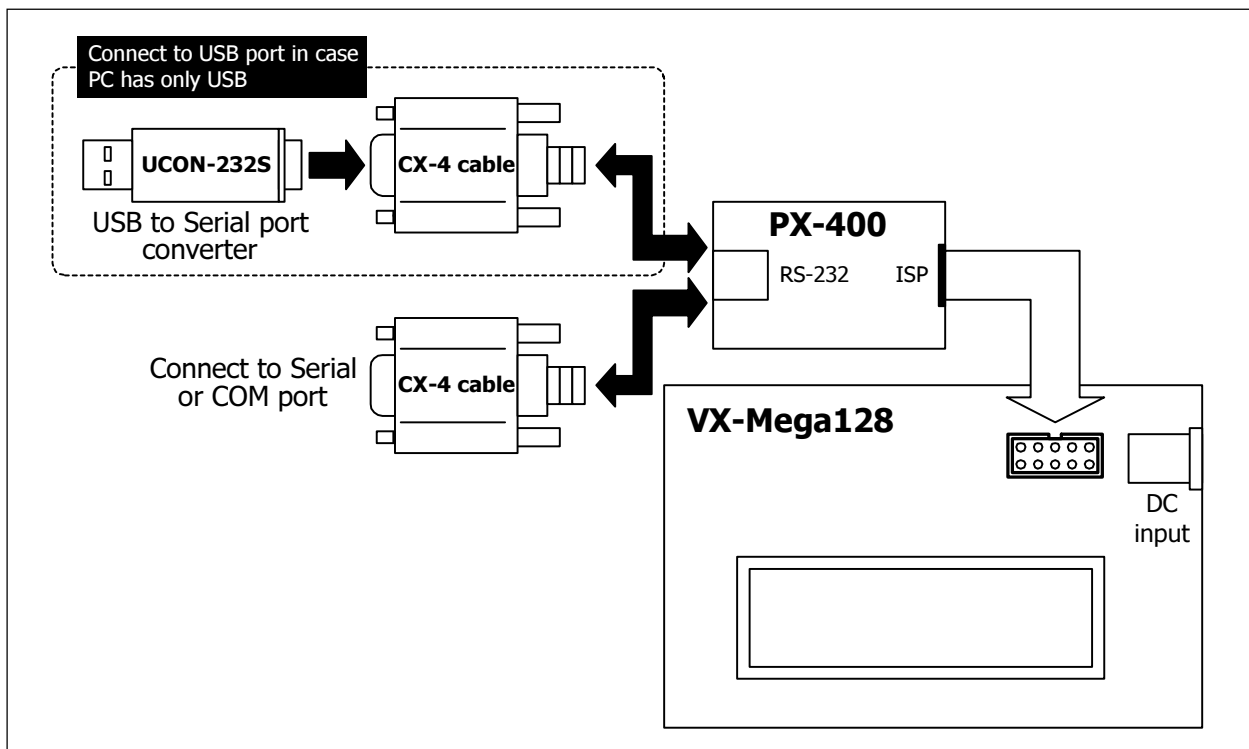 Connect to USB port in case
PC has only USB
UCON-232S
CX-4 cable
USB to Serial port
converter
PX-400
RS-232
ISP
Connect to Serial
or COM port
CX-4 cable
VX-Mega128
DC
input